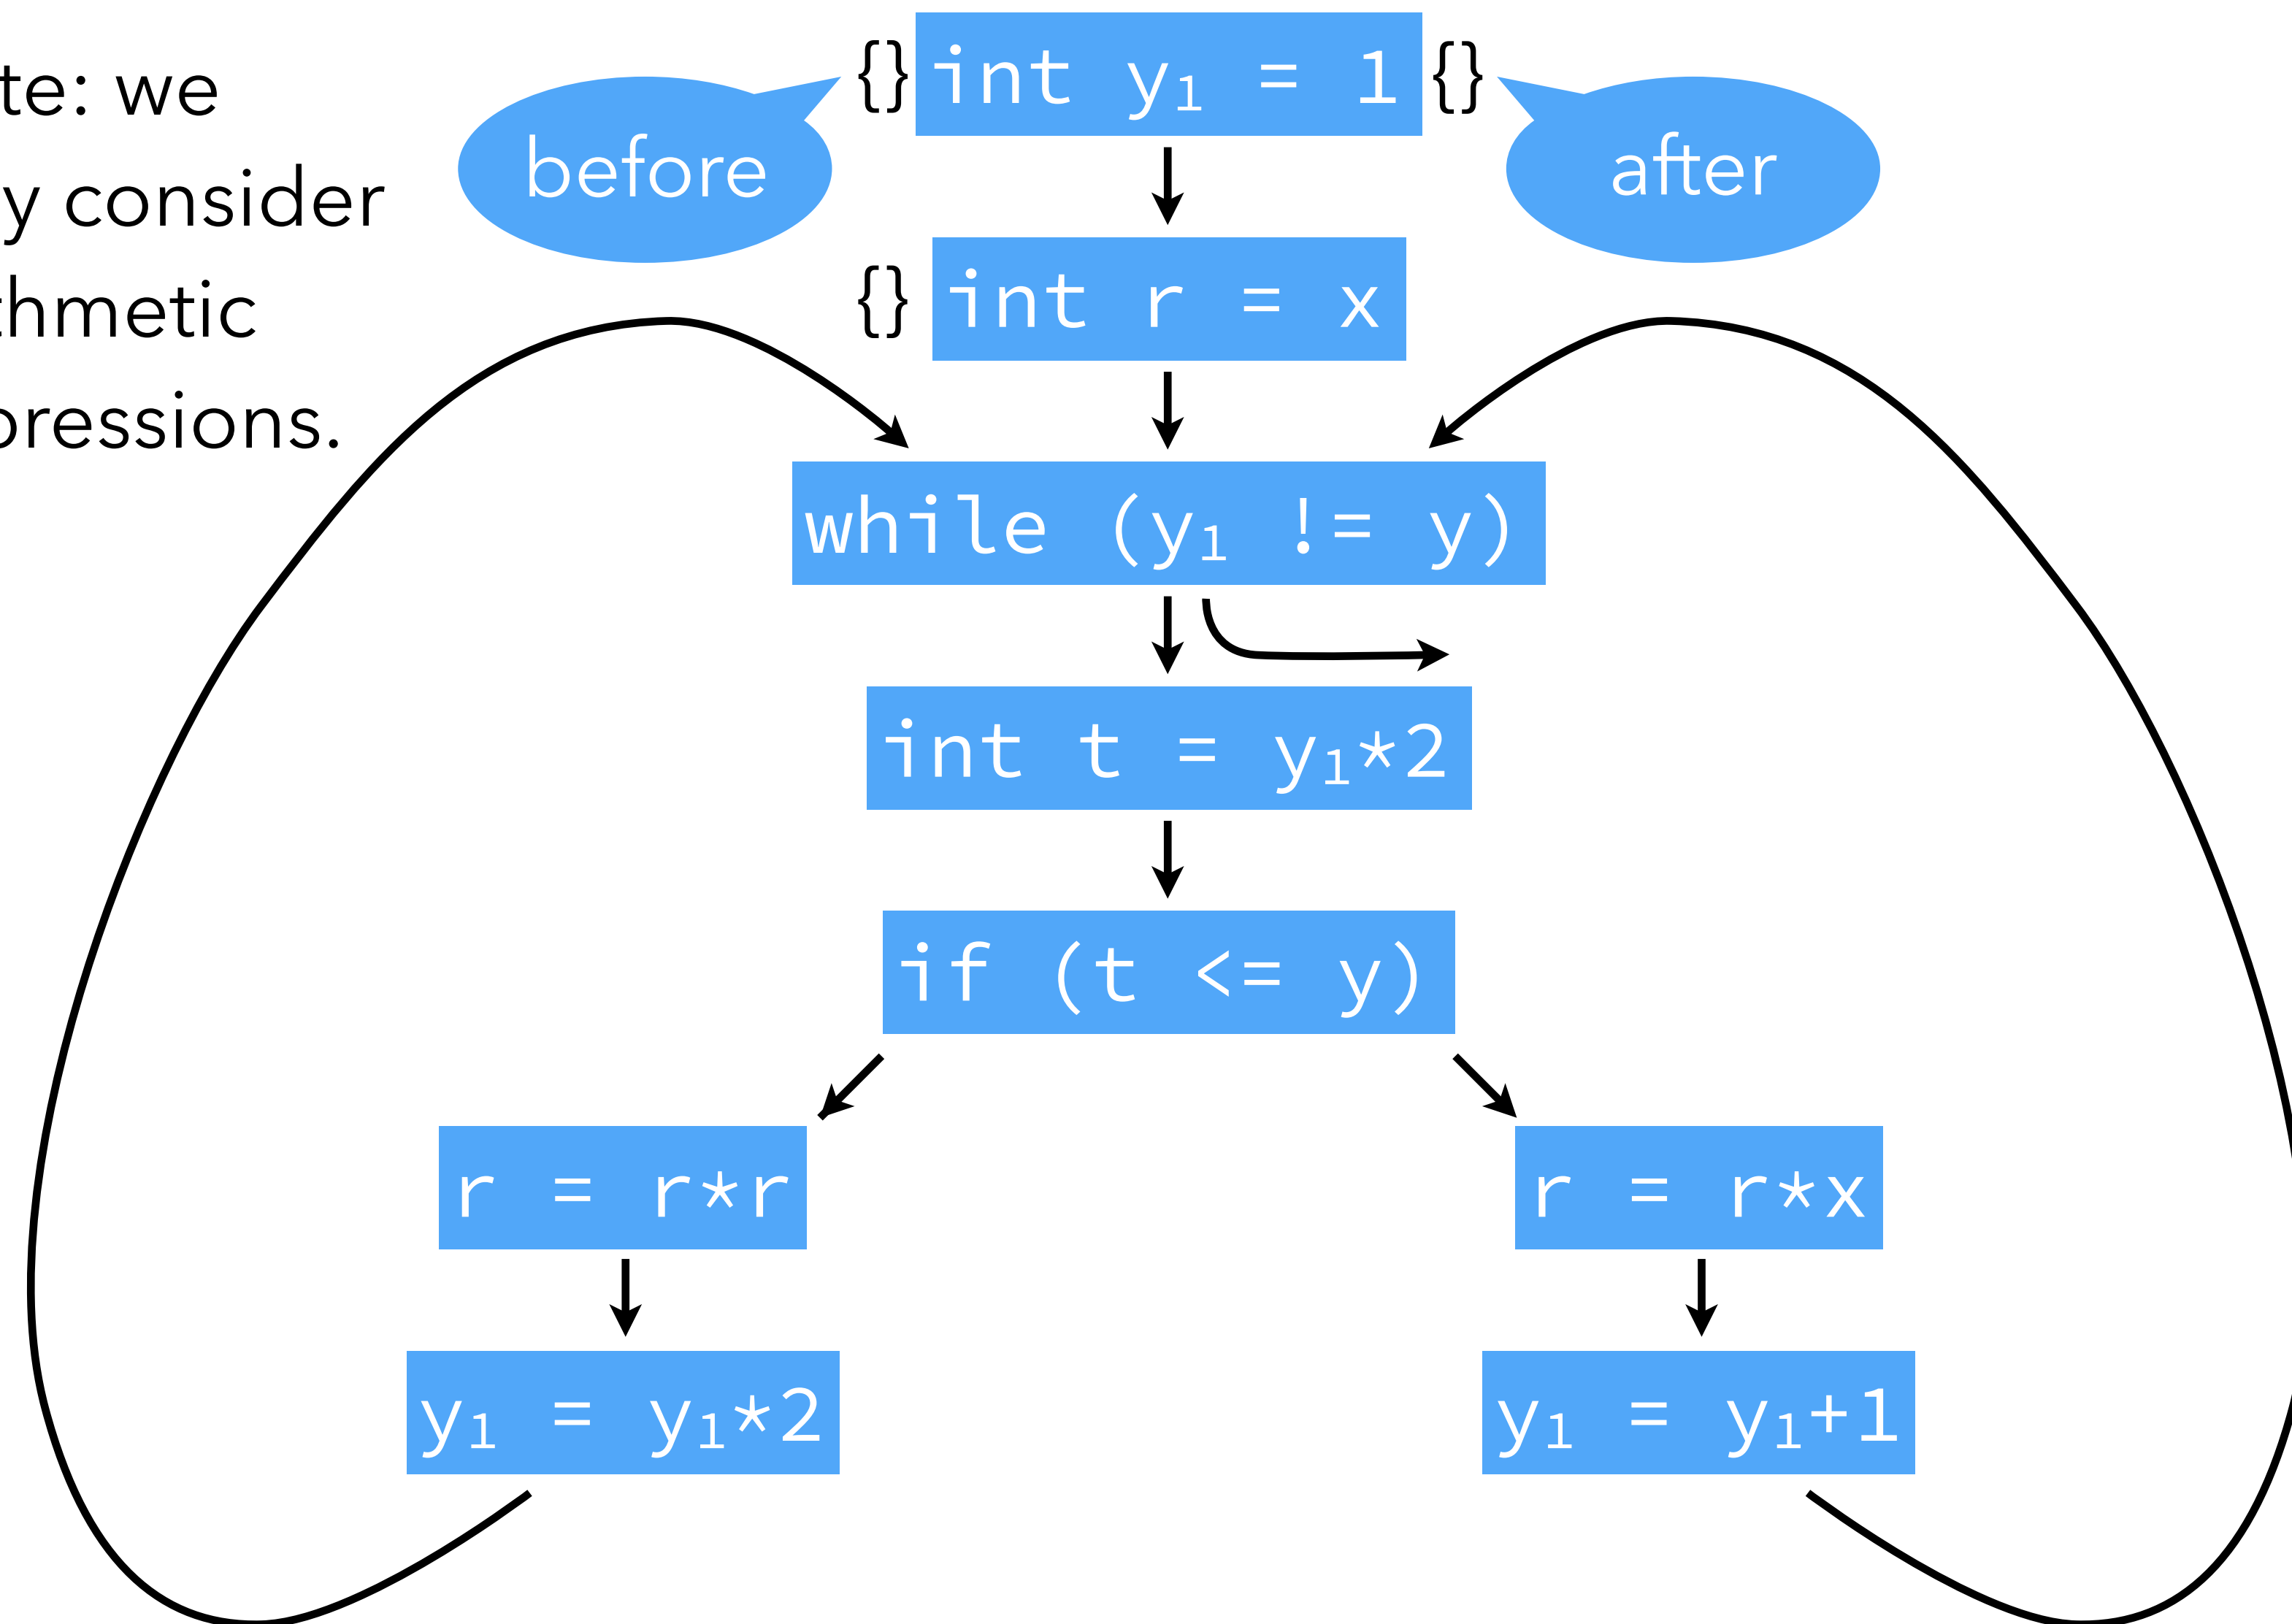 te: we
y consider
thmetic
pressions.
before
{} int y₁ = 1 {}
after
{} int r = x
while (y₁ != y)
int t = y₁*2
if (t <= y)
r = r*r
r = r*x
y₁ = y₁*2
y₁ = y₁+1